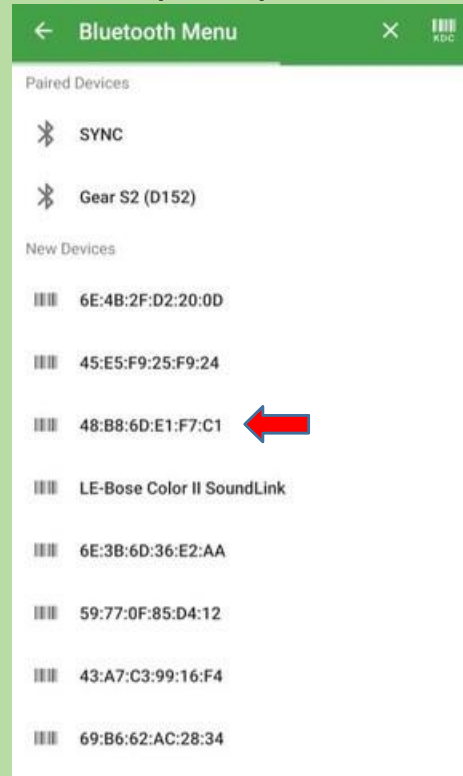 Bluetooth Menu
KDC
Paired Devices
SYNC
Gear S2 (D152)
New Devices
6E:4B:2F:D2:20:0D
45:E5:F9:25:F9:24
48:B8:6D:E1:F7:C1
LE-Bose Color II SoundLink
6E:3B:6D:36:E2:AA
59:77:0F:85:D4:12
43:A7:C3:99:16:F4
69:B6:62:AC:28:34